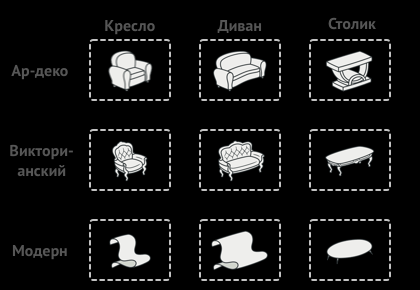 Кресло Диван Столик
Ар-деко
Виктори-
анский
Модерн